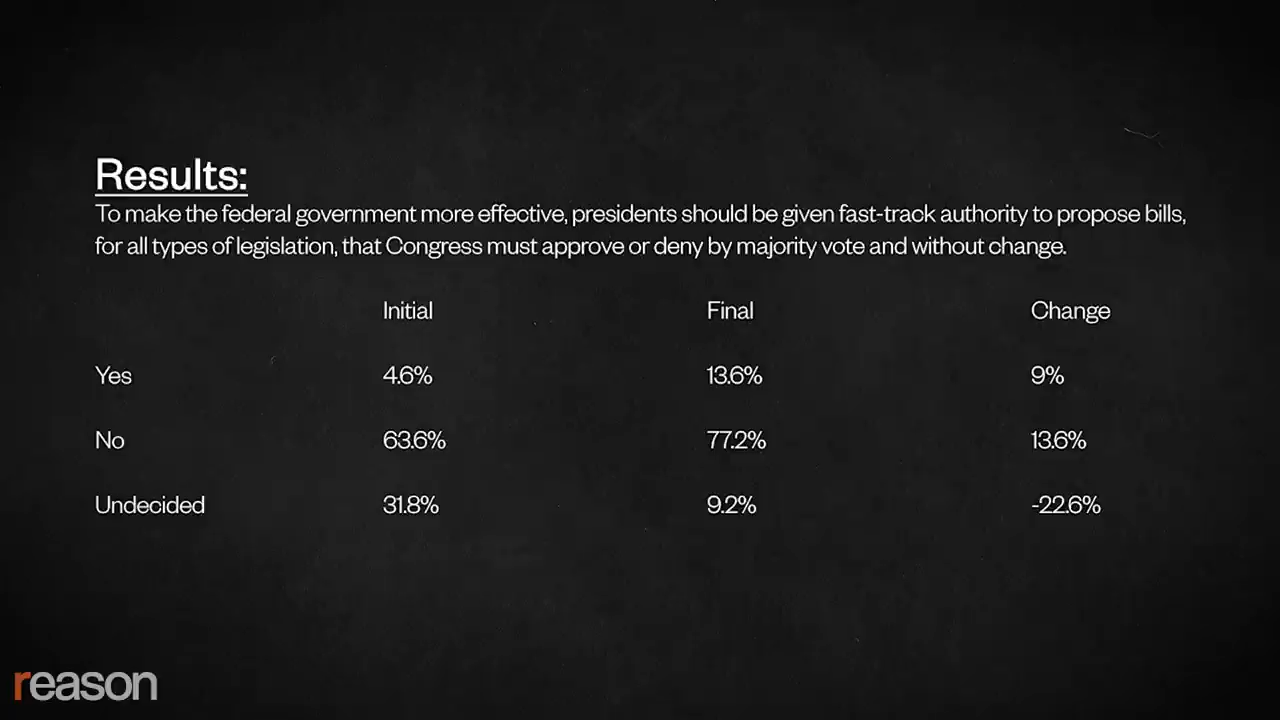 Results:
To make the federal government more effective, presidents should be given fast-track authority to propose bills,
for all types of legislation, that Congress must approve or deny by majority vote and without change.
Initial Final Change
Yes 4.6% 13.6% 9%
No 63.6% 77.2% 13.6%
Undecided 31.8% 9.2% -22.6%
reason